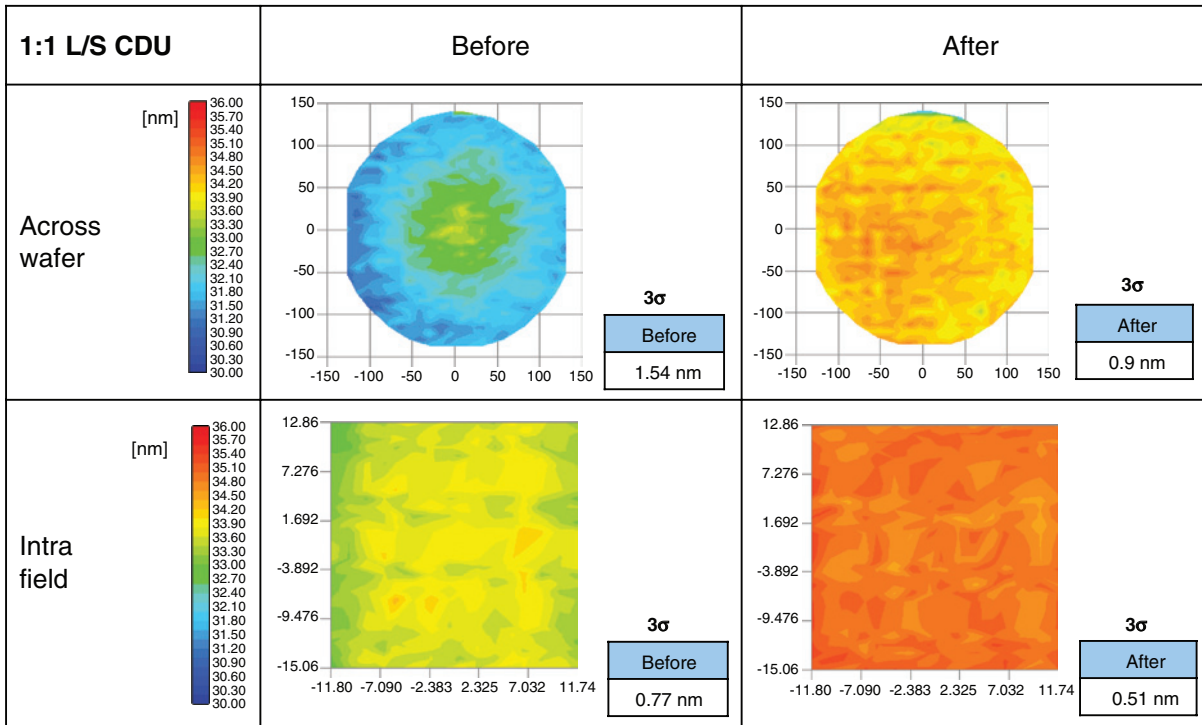 1:1 L/S CDU
Before
After
Across
wafer
[nm]
36.00
35.70
35.40
35.10
34.80
34.50
34.20
33.90
33.60
33.30
33.00
32.70
32.40
32.10
31.80
31.50
31.20
30.90
30.60
30.30
30.00
150
100
50
0
-50
-100
-150
-150 -100 -50 0 50 100 150
3σ
Before
1.54 nm
150
100
50
0
-50
-100
-150
-150 -100 -50 0 50 100 150
3σ
After
0.9 nm
Intra
field
[nm]
36.00
35.70
35.40
35.10
34.80
34.50
34.20
33.90
33.60
33.30
33.00
32.70
32.40
32.10
31.80
31.50
31.20
30.90
30.60
30.30
30.00
12.86
7.276
1.692
-3.892
-9.476
-15.06
-11.80 -7.090 -2.383 2.325 7.032 11.74
3σ
Before
0.77 nm
12.86
7.276
1.692
-3.892
-9.476
-15.06
-11.80 -7.090 -2.383 2.325 7.032 11.74
3σ
After
0.51 nm